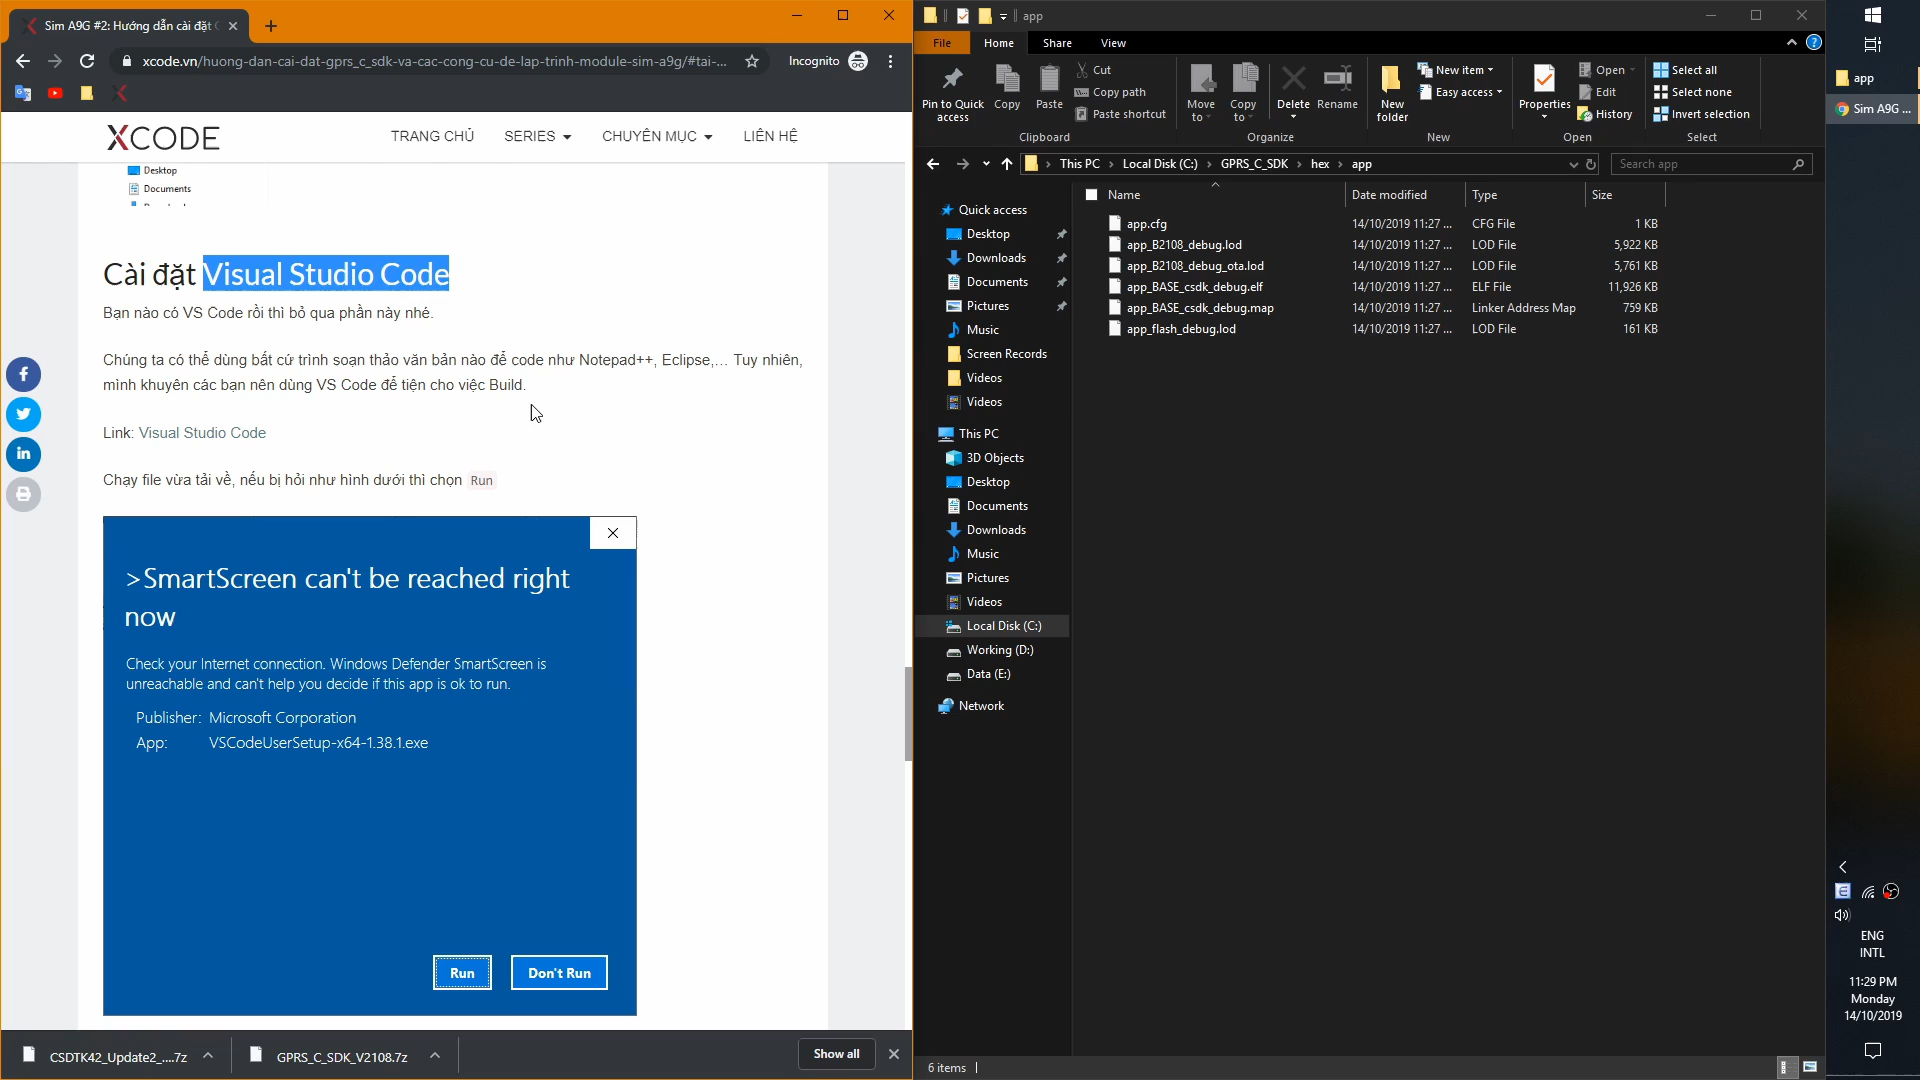 Sim A9G #2: Hướng dẫn cài đặt
xcode.vn/huong-dan-cai-dat-gprs_c_sdk-va-cac-cong-cu-de-lap-trinh-module-sim-a9g/#tai-...
Incognito
XCODE
TRANG CHỦ
SERIES
CHUYÊN MỤC
LIÊN HỆ
Desktop
Documents
Cài đặt Visual Studio Code
Bạn nào có VS Code rồi thì bỏ qua phần này nhé.
Chúng ta có thể dùng bất cứ trình soạn thảo văn bản nào để code như Notepad++, Eclipse,… Tuy nhiên,
mình khuyên các bạn nên dùng VS Code để tiện cho việc Build.
Link: Visual Studio Code
Chạy file vừa tải về, nếu bị hỏi như hình dưới thì chọn Run
>SmartScreen can't be reached right
now
Check your Internet connection. Windows Defender SmartScreen is
unreachable and can't help you decide if this app is ok to run.
Publisher: Microsoft Corporation
App: VSCodeUserSetup-x64-1.38.1.exe
Run
Don't Run
CSDTK42_Update2_....7z
GPRS_C_SDK_V2108.7z
Show all
app
File
Home
Share
View
Pin to Quick
access
Copy
Paste
Cut
Copy path
Paste shortcut
Clipboard
Move
to
Copy
to
Delete
Rename
Organize
New
folder
New item
Easy access
New
Properties
Open
Edit
History
Open
Select all
Select none
Invert selection
Select
This PC > Local Disk (C:) > GPRS_C_SDK > hex > app
Search app
Quick access
Desktop
Downloads
Documents
Pictures
Music
Screen Records
Videos
Videos
This PC
3D Objects
Desktop
Documents
Downloads
Music
Pictures
Videos
Local Disk (C:)
Working (D:)
Data (E:)
Network
Name Date modified Type Size
app.cfg 14/10/2019 11:27 ... CFG File 1 KB
app_B2108_debug.lod 14/10/2019 11:27 ... LOD File 5,922 KB
app_B2108_debug_ota.lod 14/10/2019 11:27 ... LOD File 5,761 KB
app_BASE_csdk_debug.elf 14/10/2019 11:27 ... ELF File 11,926 KB
app_BASE_csdk_debug.map 14/10/2019 11:27 ... Linker Address Map 759 KB
app_flash_debug.lod 14/10/2019 11:27 ... LOD File 161 KB
6 items
app
Sim A9G ...
ENG
INTL
11:29 PM
Monday
14/10/2019